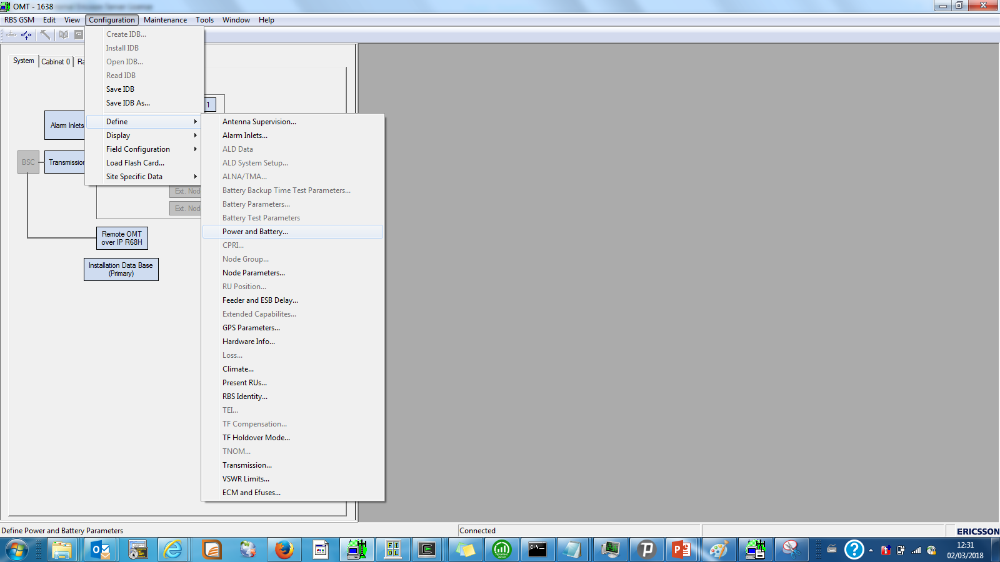 OMT - 1638
RBS GSM Edit View Configuration Maintenance Tools Window Help
Create IDB...
Install IDB
Open IDB...
Read IDB
Save IDB
Save IDB As...
Define
Display
Field Configuration
Load Flash Card...
Site Specific Data
System Cabinet 0 Ra
1
Alarm Inlets
BSC
Transmission
Ext. Nod
Ext. Nod
Remote OMT
over IP R68H
Installation Data Base
(Primary)
Antenna Supervision...
Alarm Inlets...
ALD Data
ALD System Setup...
ALNA/TMA...
Battery Backup Time Test Parameters...
Battery Parameters...
Battery Test Parameters
Power and Battery...
CPRI...
Node Group...
Node Parameters...
RU Position...
Feeder and ESB Delay...
Extended Capabilites...
GPS Parameters...
Hardware Info...
Loss...
Climate...
Present RUs...
RBS Identity...
TEI...
TF Compensation...
TF Holdover Mode...
TNOM...
Transmission...
VSWR Limits...
ECM and Efuses...
Define Power and Battery Parameters
Connected
ERICSSON
12:31
02/03/2018